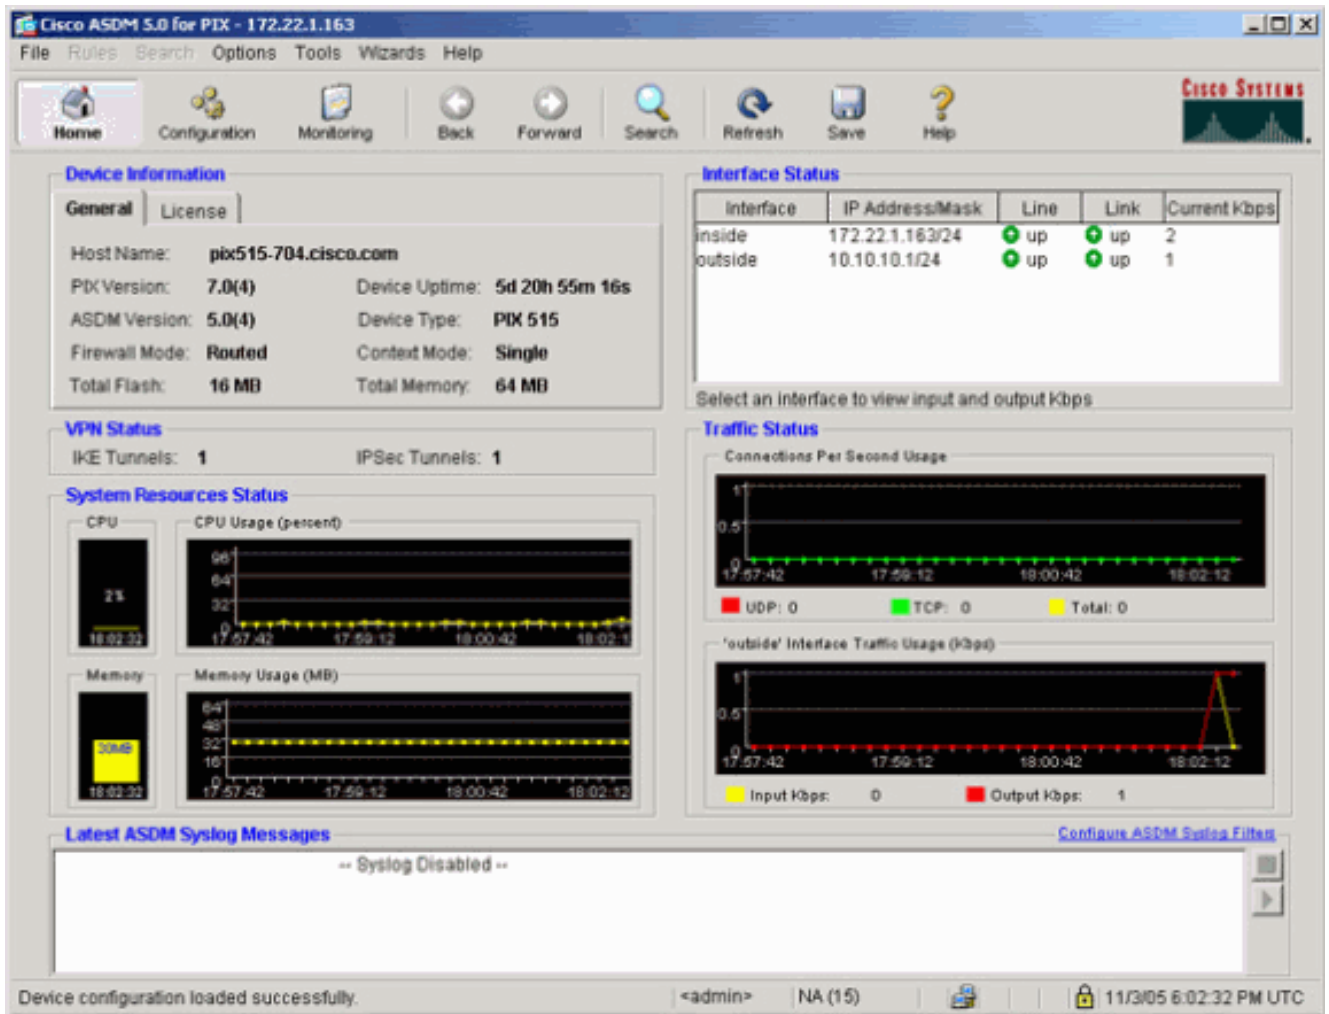 Cisco ASDM 5.0 for PIX - 172.22.1.163
File Rules Search Options Tools Wizards Help
Home Configuration Monitoring Back Forward Search Refresh Save Help
CISCO SYSTEMS
Device Information
General License
Host Name: pix515-704.cisco.com
PIX Version: 7.0(4) Device Uptime: 5d 20h 55m 16s
ASDM Version: 5.0(4) Device Type: PIX 515
Firewall Mode: Routed Context Mode: Single
Total Flash: 16 MB Total Memory: 64 MB
Interface Status
Interface IP Address/Mask Line Link Current Kbps
inside 172.22.1.163/24 up up 2
outside 10.10.10.1/24 up up 1
Select an interface to view input and output Kbps
VPN Status
IKE Tunnels: 1 IPSec Tunnels: 1
System Resources Status
CPU
2%
18:02:32
CPU Usage (percent)
96
64
32
0
17:57:42 17:59:12 18:00:42 18:02:1
Memory
30MB
18:02:32
Memory Usage (MB)
64
48
32
16
0
17:57:42 17:59:12 18:00:42 18:02:12
Traffic Status
Connections Per Second Usage
1
0.5
0
17:57:42 17:59:12 18:00:42 18:02:12
UDP: 0 TCP: 0 Total: 0
'outside' Interface Traffic Usage (Kbps)
1
0.5
0
17:57:42 17:59:12 18:00:42 18:02:12
Input Kbps: 0 Output Kbps: 1
Latest ASDM Syslog Messages
Configure ASDM Syslog Filters
-- Syslog Disabled --
Device configuration loaded successfully. <admin> NA (15) 11/3/05 6:02:32 PM UTC